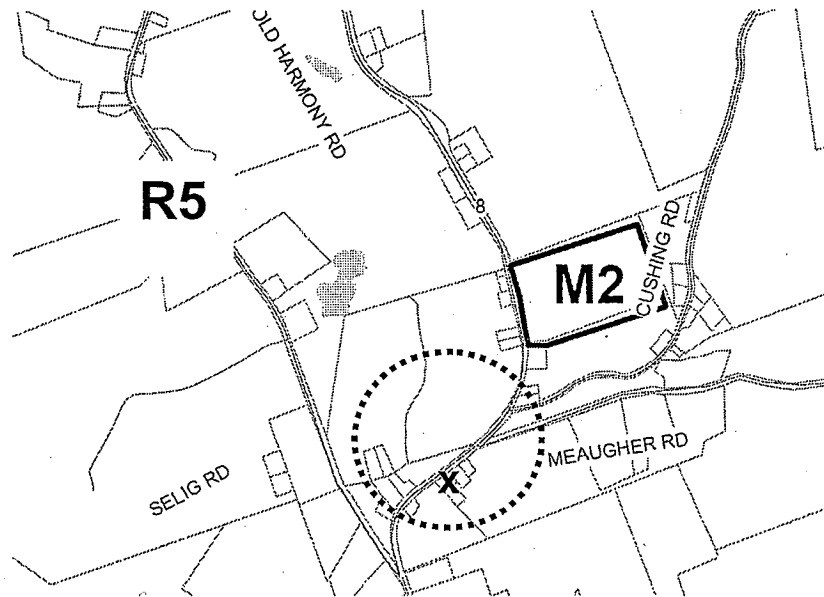 OLD HARMONY RD
R5
8
CUSHING RD
M2
MEAUGHER RD
SELIG RD
X